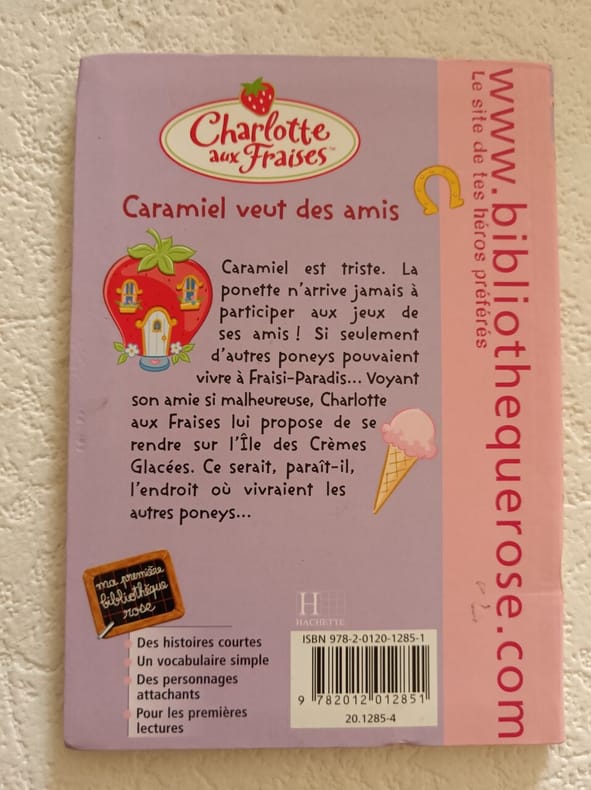 Charlotte
aux Fraises™
Caramiel veut des amis
Caramiel est triste. La
ponette n'arrive jamais à
participer aux jeux de
ses amis ! Si seulement
d'autres poneys pouvaient
vivre à Fraisi-Paradis... Voyant
son amie si malheureuse, Charlotte
aux Fraises lui propose de se
rendre sur l'Île des Crèmes
Glacées. Ce serait, paraît-il,
l'endroit où vivraient les
autres poneys...
ma première
bibliothèque
rose
Des histoires courtes
Un vocabulaire simple
Des personnages
attachants
Pour les premières
lectures
H
HACHETTE
ISBN 978-2-0120-1285-1
9 782012 012851
20.1285-4
www.bibliothequerose.com
Le site de tes héros préférés